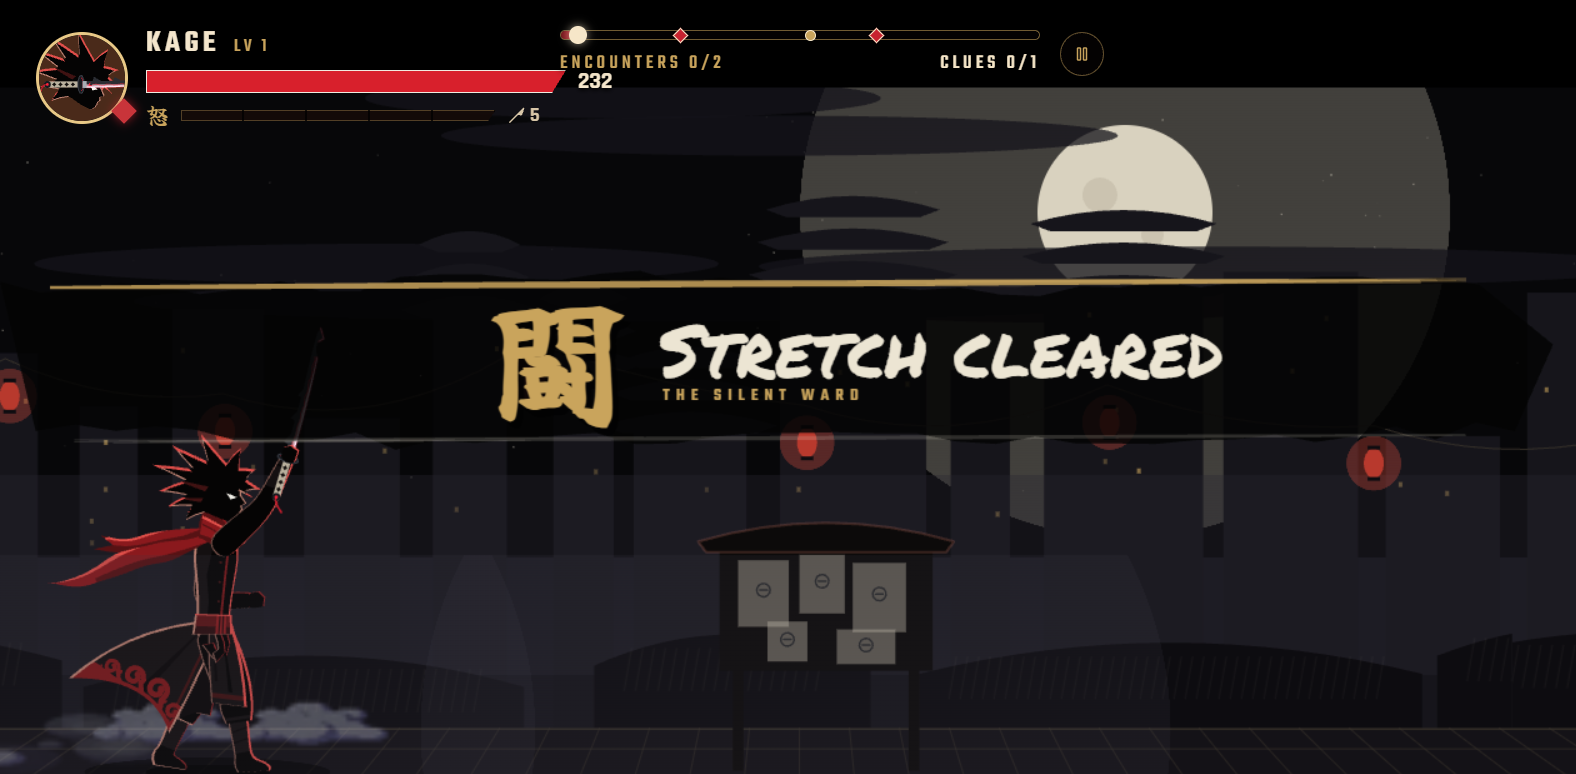 KAGE LV 1
232
怒 5
ENCOUNTERS 0/2
CLUES 0/1
闘 STRETCH CLEARED
THE SILENT WARD